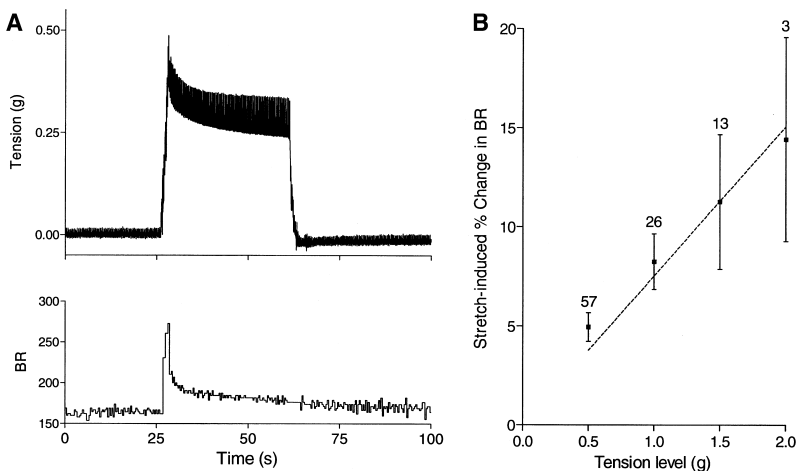 A
0.50
0.25
0.00
Tension (g)
300
250
200
150
BR
0 25 50 75 100
Time (s)
B
20
15
10
5
0
Stretch-induced % Change in BR
57
26
13
3
0.0 0.5 1.0 1.5 2.0
Tension level (g)